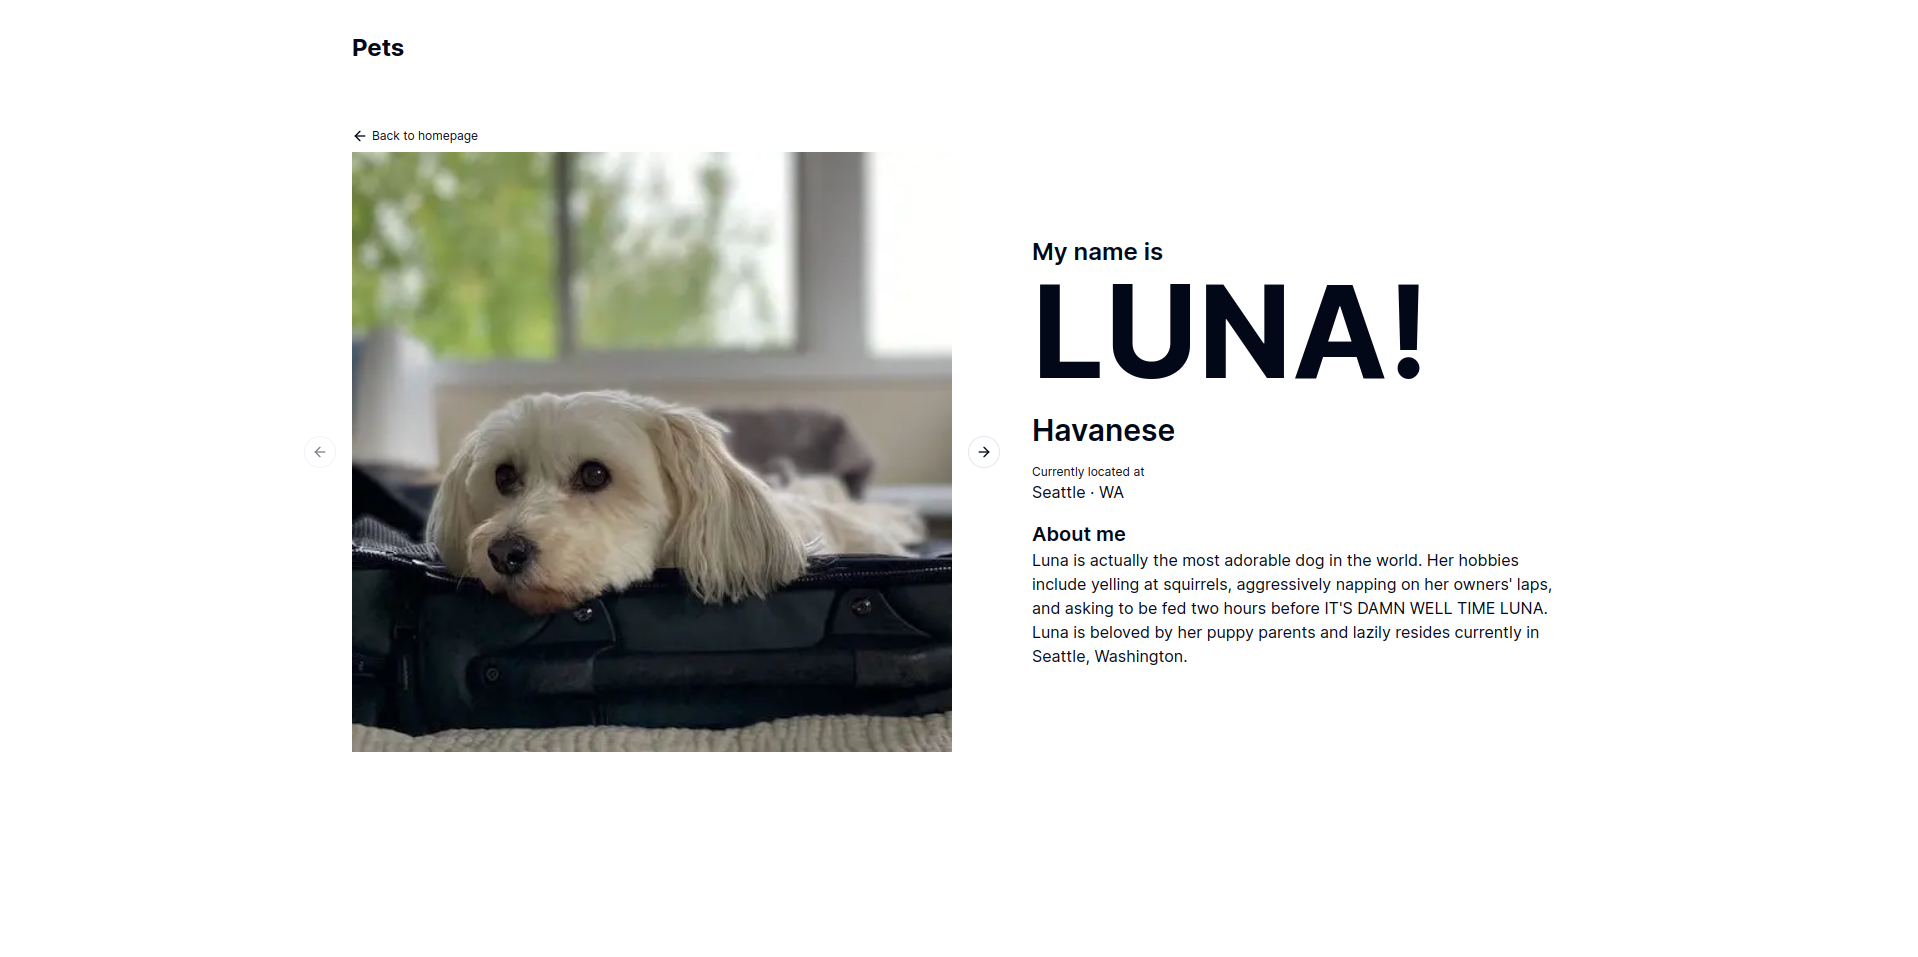 Pets
Back to homepage
My name is
LUNA!
Havanese
Currently located at
Seattle · WA
About me
Luna is actually the most adorable dog in the world. Her hobbies
include yelling at squirrels, aggressively napping on her owners' laps,
and asking to be fed two hours before IT'S DAMN WELL TIME LUNA.
Luna is beloved by her puppy parents and lazily resides currently in
Seattle, Washington.